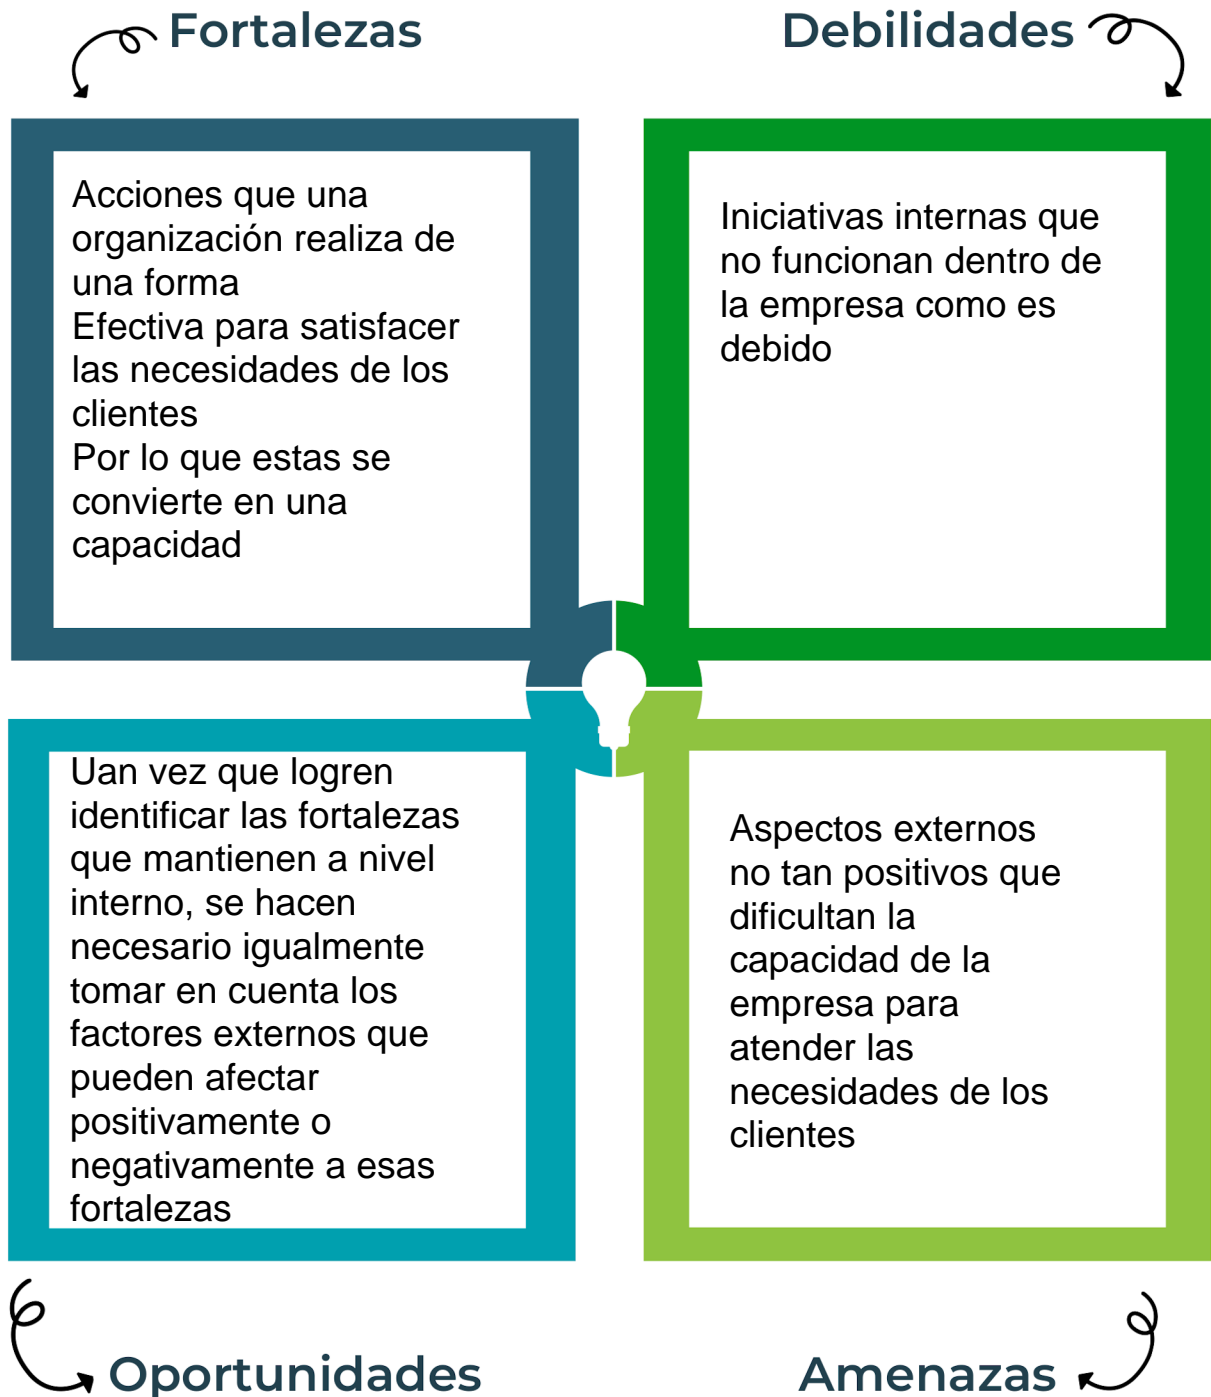 Fortalezas
Acciones que una
organización realiza de
una forma
Efectiva para satisfacer
las necesidades de los
clientes
Por lo que estas se
convierte en una
capacidad
Debilidades
Iniciativas internas que
no funcionan dentro de
la empresa como es
debido
Uan vez que logren
identificar las fortalezas
que mantienen a nivel
interno, se hacen
necesario igualmente
tomar en cuenta los
factores externos que
pueden afectar
positivamente o
negativamente a esas
fortalezas
Oportunidades
Aspectos externos
no tan positivos que
dificultan la
capacidad de la
empresa para
atender las
necesidades de los
clientes
Amenazas